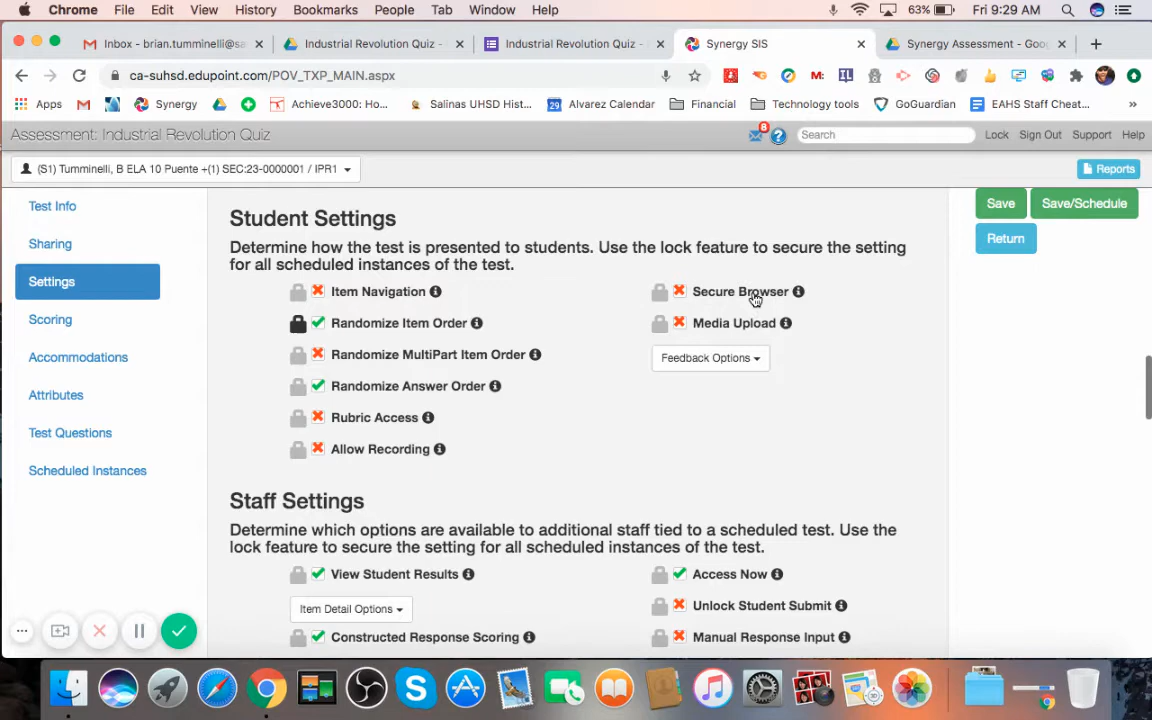 Chrome File Edit View History Bookmarks People Tab Window Help 63% Fri 9:29 AM
Inbox - brian.tumminelli@sa Industrial Revolution Quiz - Industrial Revolution Quiz - Synergy SIS Synergy Assessment - Goo
ca-suhsd.edupoint.com/POV_TXP_MAIN.aspx
Apps Synergy Achieve3000: Ho... Salinas UHSD Hist... Alvarez Calendar Financial Technology tools GoGuardian EAHS Staff Cheat... »
Assessment: Industrial Revolution Quiz 8 Search Lock Sign Out Support Help
(S1) Tumminelli, B ELA 10 Puente +(1) SEC:23-0000001 / IPR1 Reports
Test Info
Sharing
Settings
Scoring
Accommodations
Attributes
Test Questions
Scheduled Instances
Student Settings
Determine how the test is presented to students. Use the lock feature to secure the setting
for all scheduled instances of the test.
Item Navigation
Randomize Item Order
Randomize MultiPart Item Order
Randomize Answer Order
Rubric Access
Allow Recording
Secure Browser
Media Upload
Feedback Options
Staff Settings
Determine which options are available to additional staff tied to a scheduled test. Use the
lock feature to secure the setting for all scheduled instances of the test.
View Student Results
Item Detail Options
Constructed Response Scoring
Access Now
Unlock Student Submit
Manual Response Input
Save Save/Schedule
Return